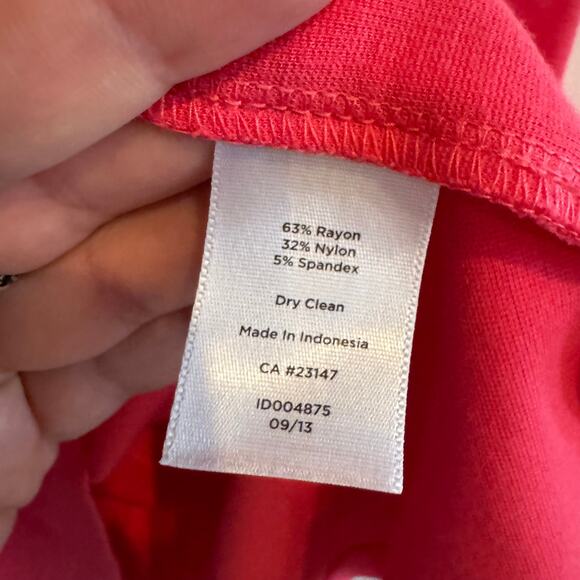 63% Rayon
32% Nylon
5% Spandex
Dry Clean
Made In Indonesia
CA #23147
ID004875
09/13